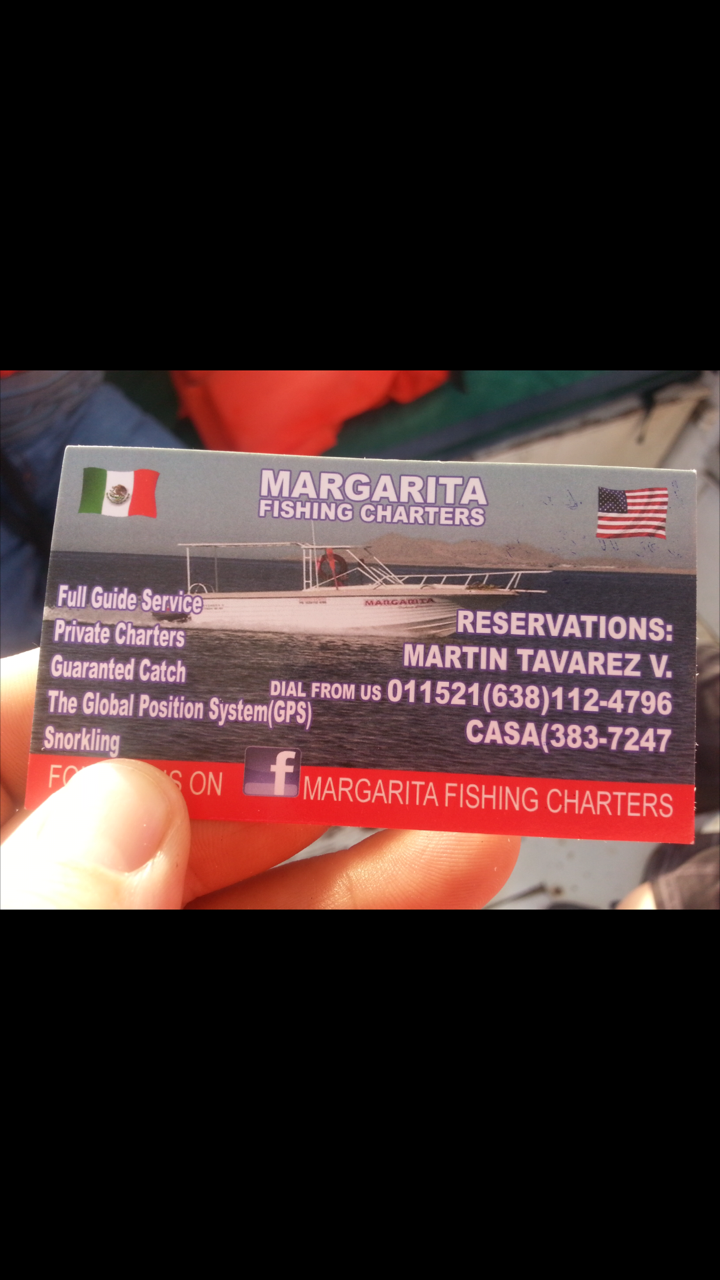 MARGARITA
FISHING CHARTERS
MARGARITA
Full Guide Service
Private Charters
Guaranted Catch
The Global Position System(GPS)
Snorkling
RESERVATIONS:
MARTIN TAVAREZ V.
DIAL FROM US 011521(638)112-4796
CASA(383-7247
ON f MARGARITA FISHING CHARTERS